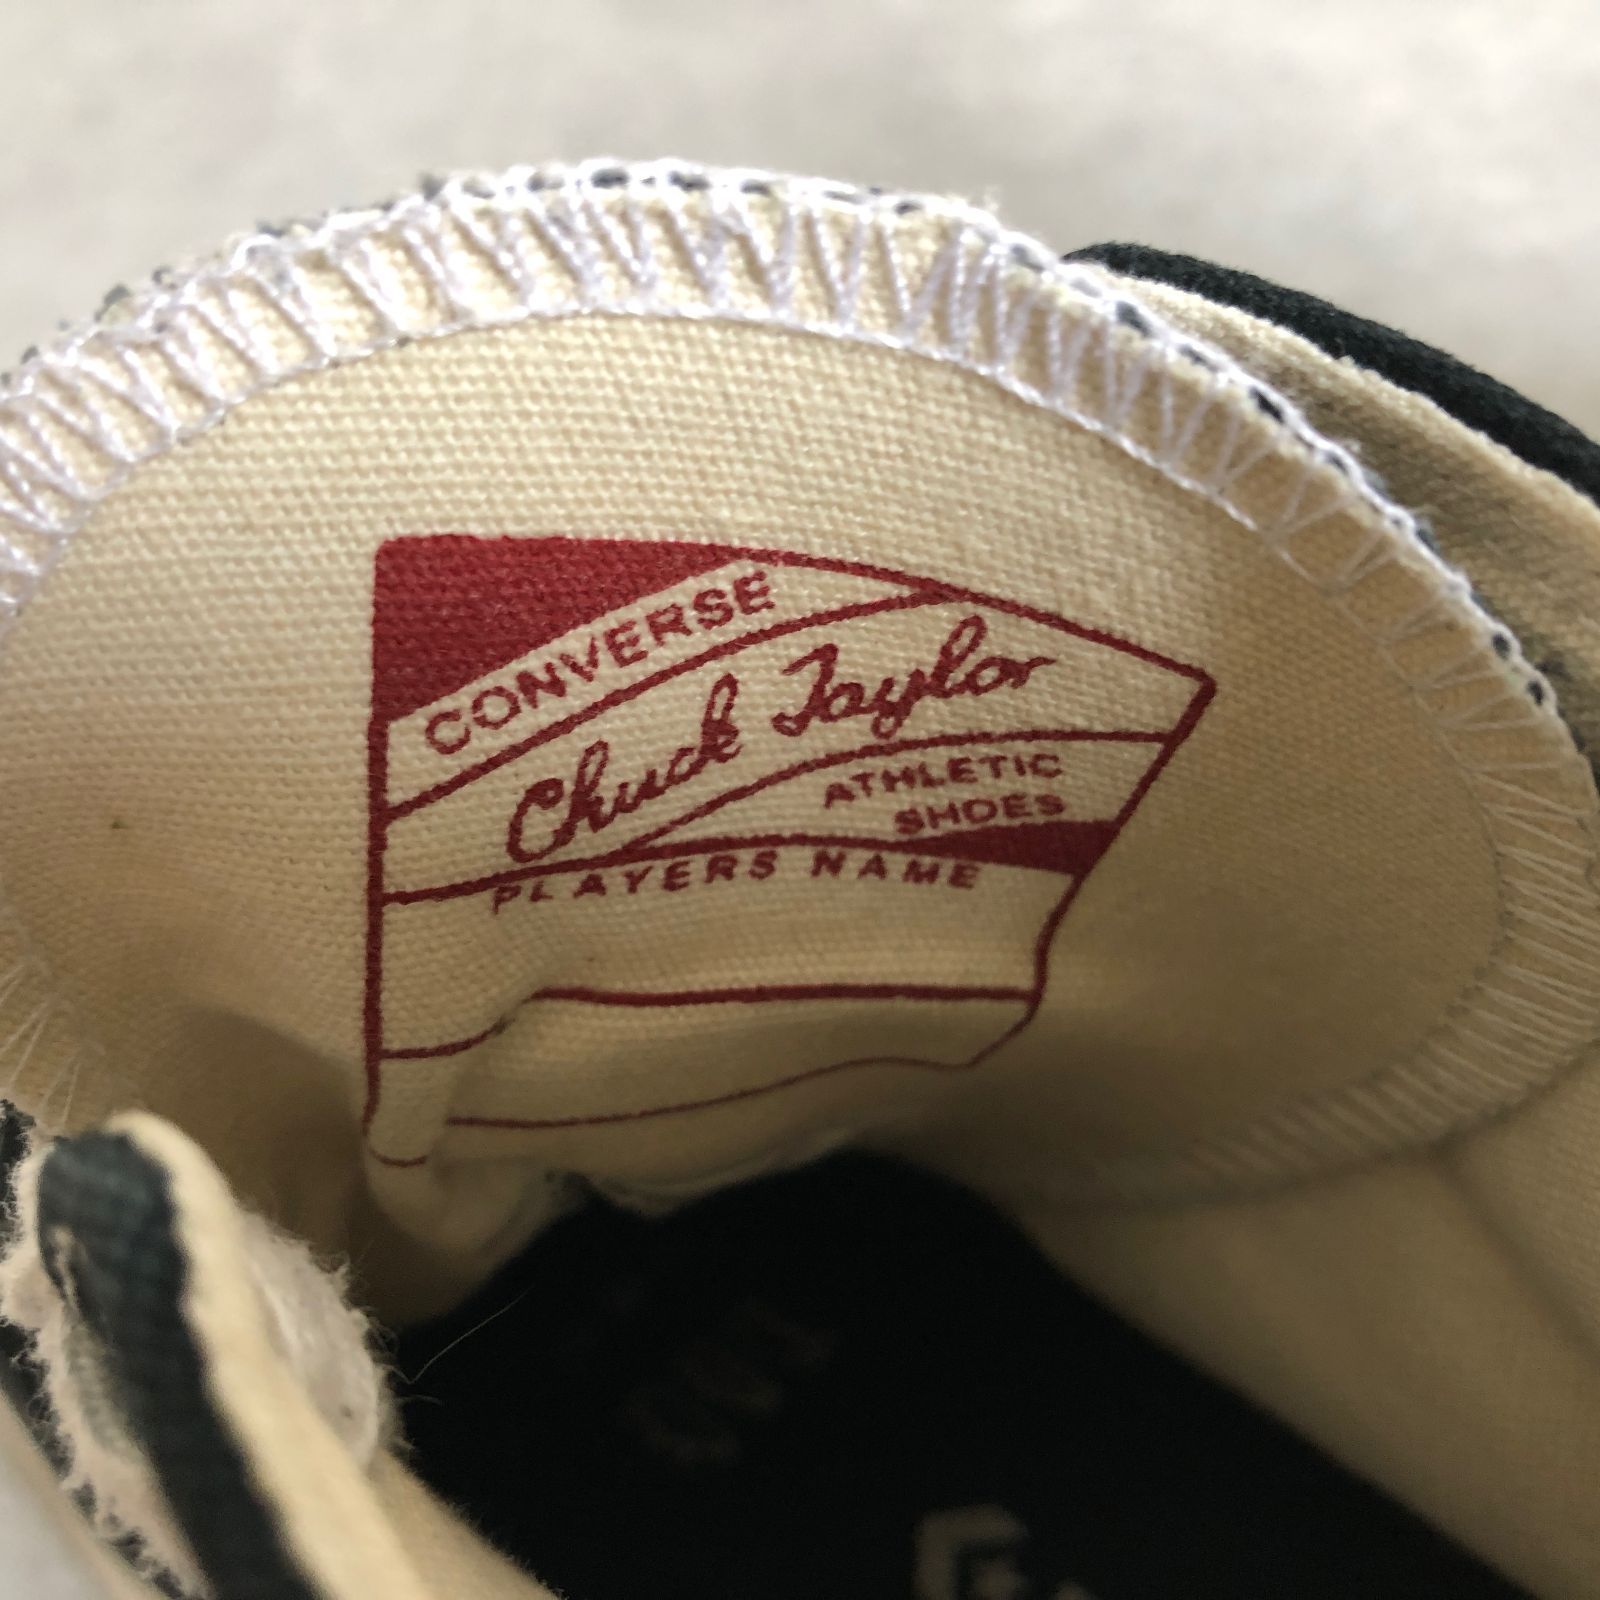 CONVERSE
Chuck Taylor
ATHLETIC
SHOES
PLAYERS NAME